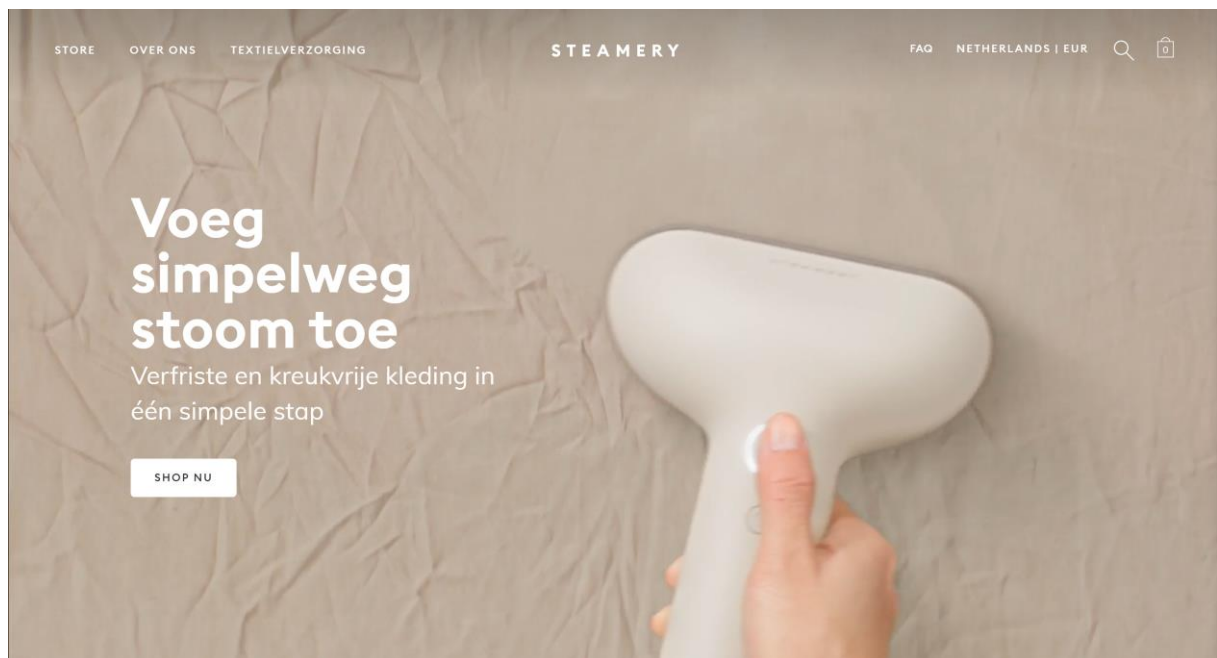 STORE OVER ONS TEXTIELVERZORGING STEAMERY FAQ NETHERLANDS | EUR 0
Voeg
simpelweg
stoom toe
Verfriste en kreukvrije kleding in
één simpele stap
SHOP NU